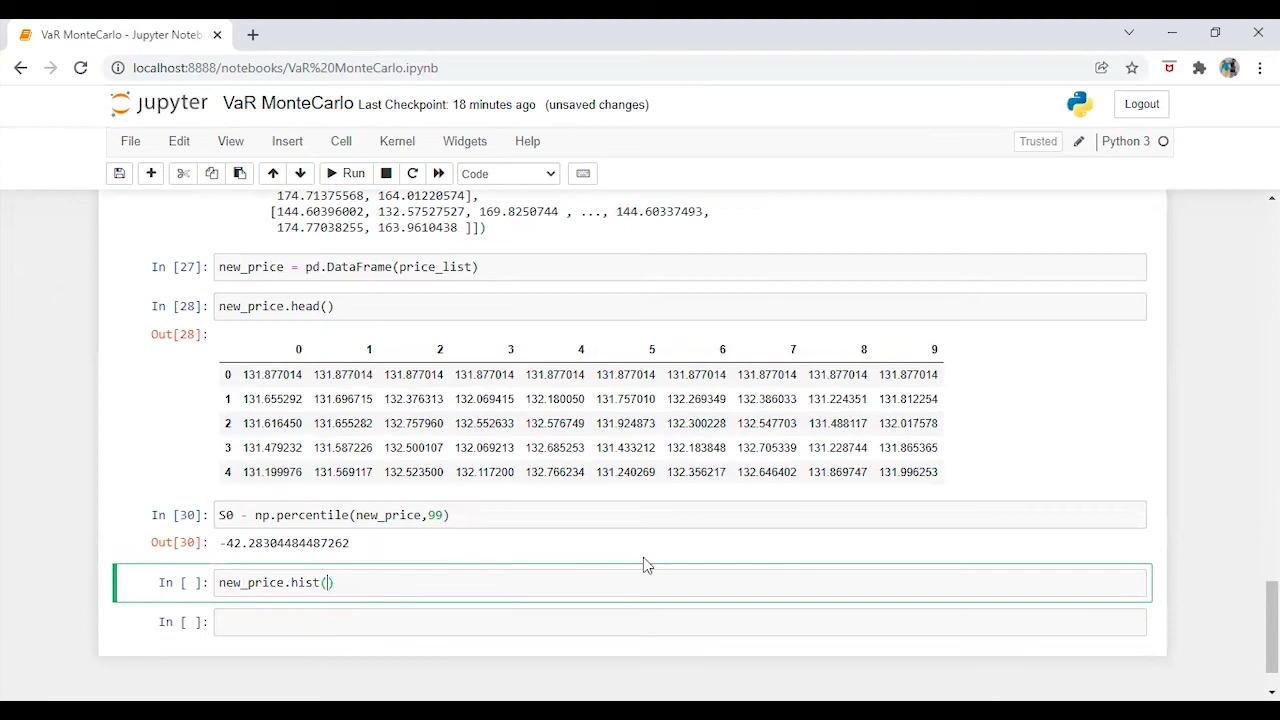 VaR MonteCarlo - Jupyter Noteb
localhost:8888/notebooks/VaR%20MonteCarlo.ipynb
jupyter VaR MonteCarlo Last Checkpoint: 18 minutes ago (unsaved changes) Logout
File Edit View Insert Cell Kernel Widgets Help Trusted Python 3
Run Code
174.71375568, 164.01220574],
[144.60396002, 132.57527527, 169.8250744 , ..., 144.60337493,
174.77038255, 163.9610438 ]])
In [27]: new_price = pd.DataFrame(price_list)
In [28]: new_price.head()
Out[28]:
0 1 2 3 4 5 6 7 8 9
0 131.877014 131.877014 131.877014 131.877014 131.877014 131.877014 131.877014 131.877014 131.877014 131.877014
1 131.655292 131.696715 132.376313 132.069415 132.180050 131.757010 132.269349 132.386033 131.224351 131.812254
2 131.616450 131.655282 132.757960 132.552633 132.576749 131.924873 132.300228 132.547703 131.488117 132.017578
3 131.479232 131.587226 132.500107 132.069213 132.685253 131.433212 132.183848 132.705339 131.228744 131.865365
4 131.199976 131.569117 132.523500 132.117200 132.766234 131.240269 132.356217 132.646402 131.869747 131.996253
In [30]: S0 - np.percentile(new_price,99)
Out[30]: -42.28304484487262
In [ ]: new_price.hist()
In [ ]: